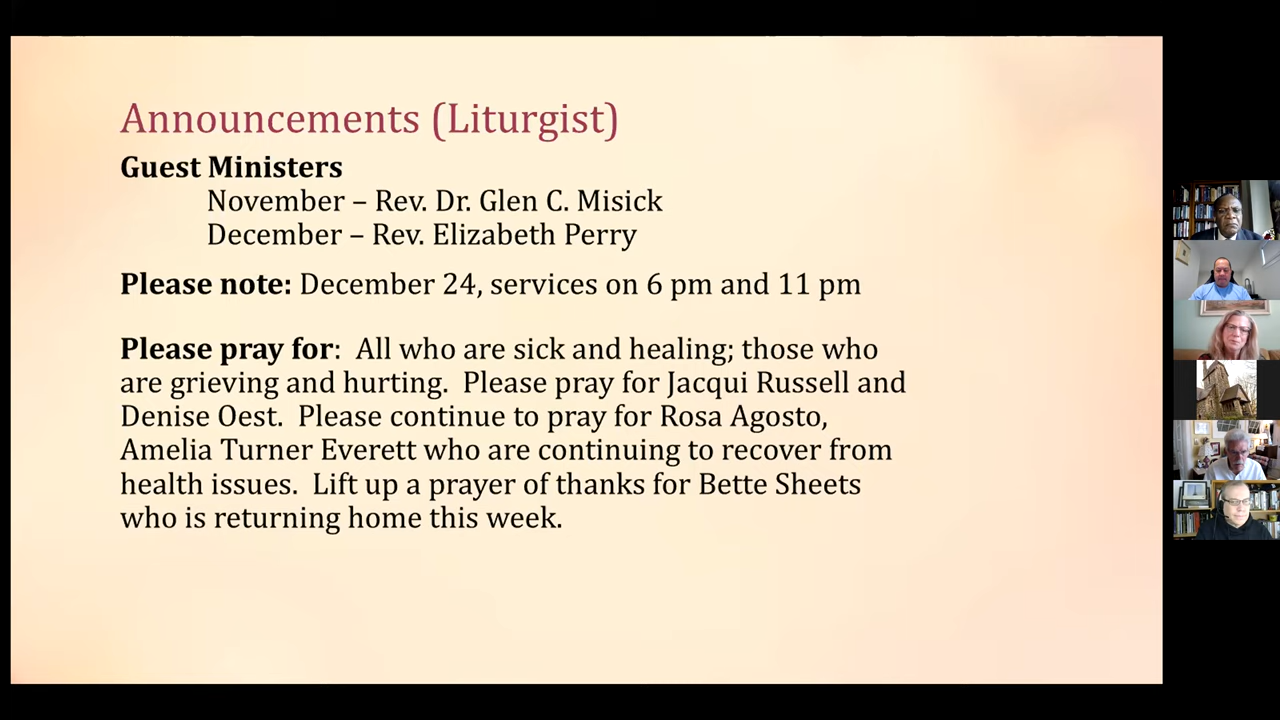 Announcements (Liturgist)
Guest Ministers
November – Rev. Dr. Glen C. Misick
December – Rev. Elizabeth Perry
Please note: December 24, services on 6 pm and 11 pm
Please pray for:  All who are sick and healing; those who
are grieving and hurting.  Please pray for Jacqui Russell and
Denise Oest.  Please continue to pray for Rosa Agosto,
Amelia Turner Everett who are continuing to recover from
health issues.  Lift up a prayer of thanks for Bette Sheets
who is returning home this week.